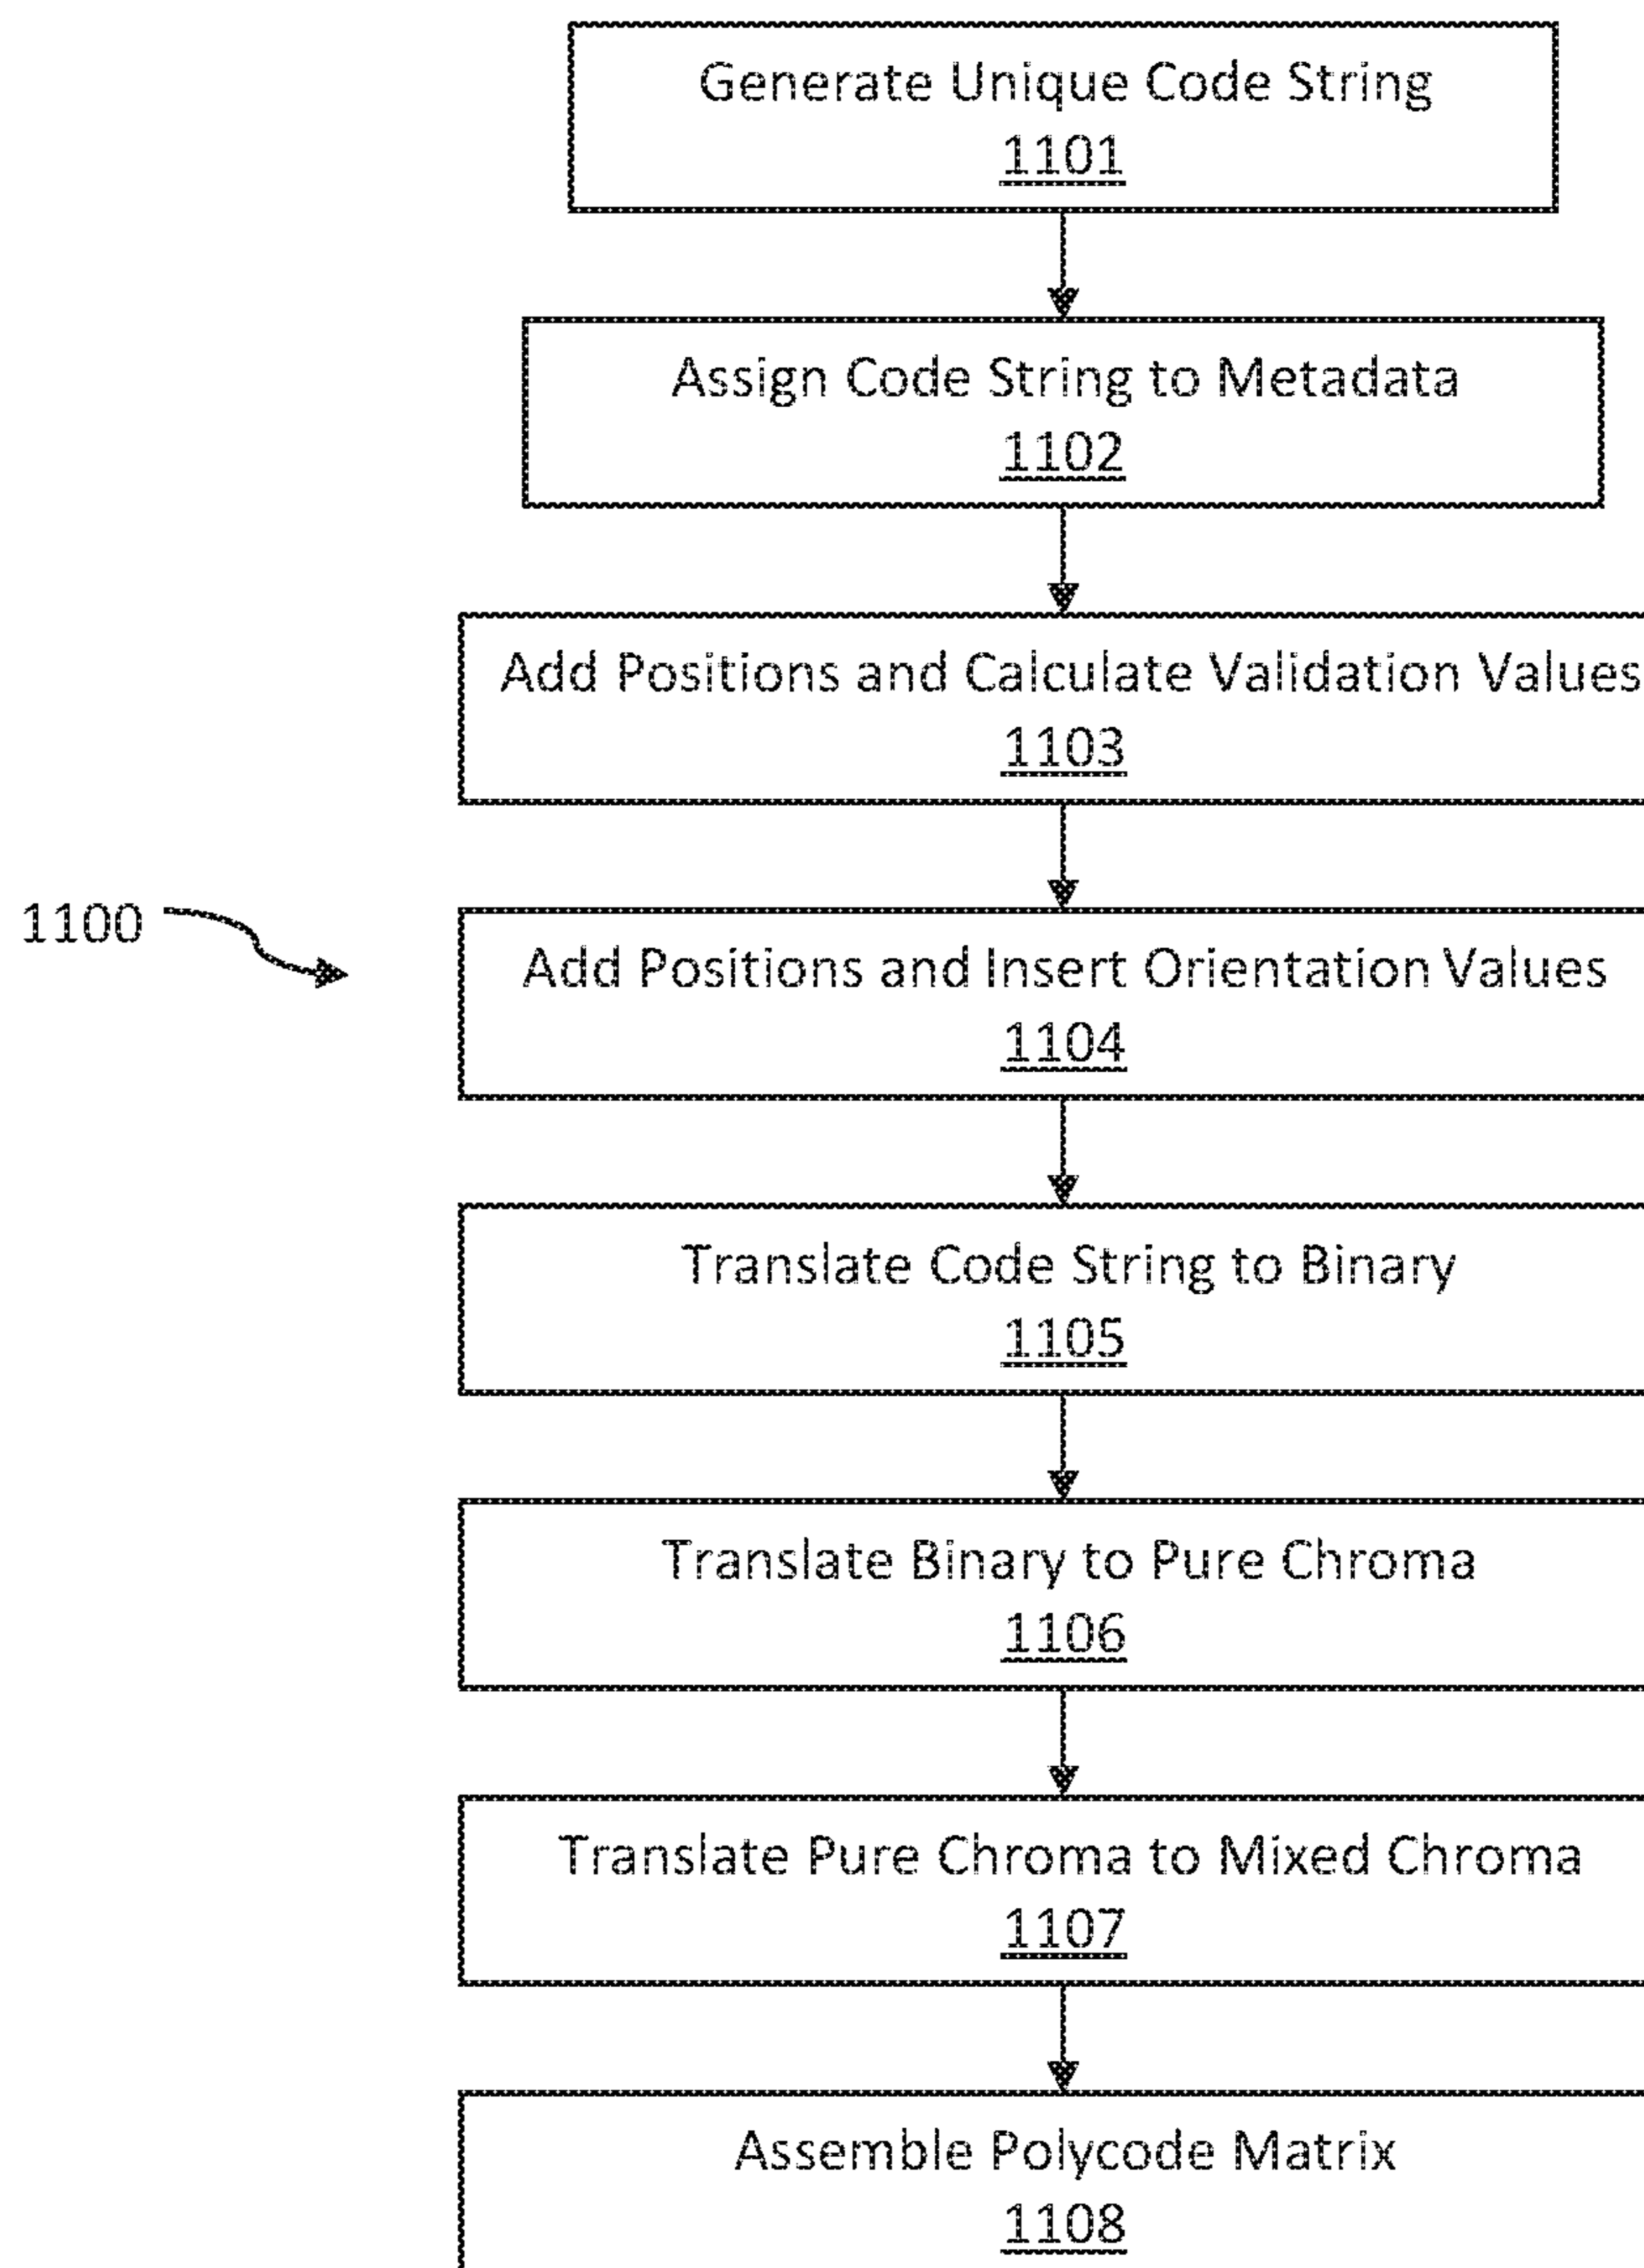 Generate Unique Code String
1101
Assign Code String to Metadata
1102
Add Positions and Calculate Validation Values
1103
1100
Add Positions and Insert Orientation Values
1104
Translate Code String to Binary
1105
Translate Binary to Pure Chroma
1106
Translate Pure Chroma to Mixed Chroma
1107
Assemble Polycode Matrix
1108